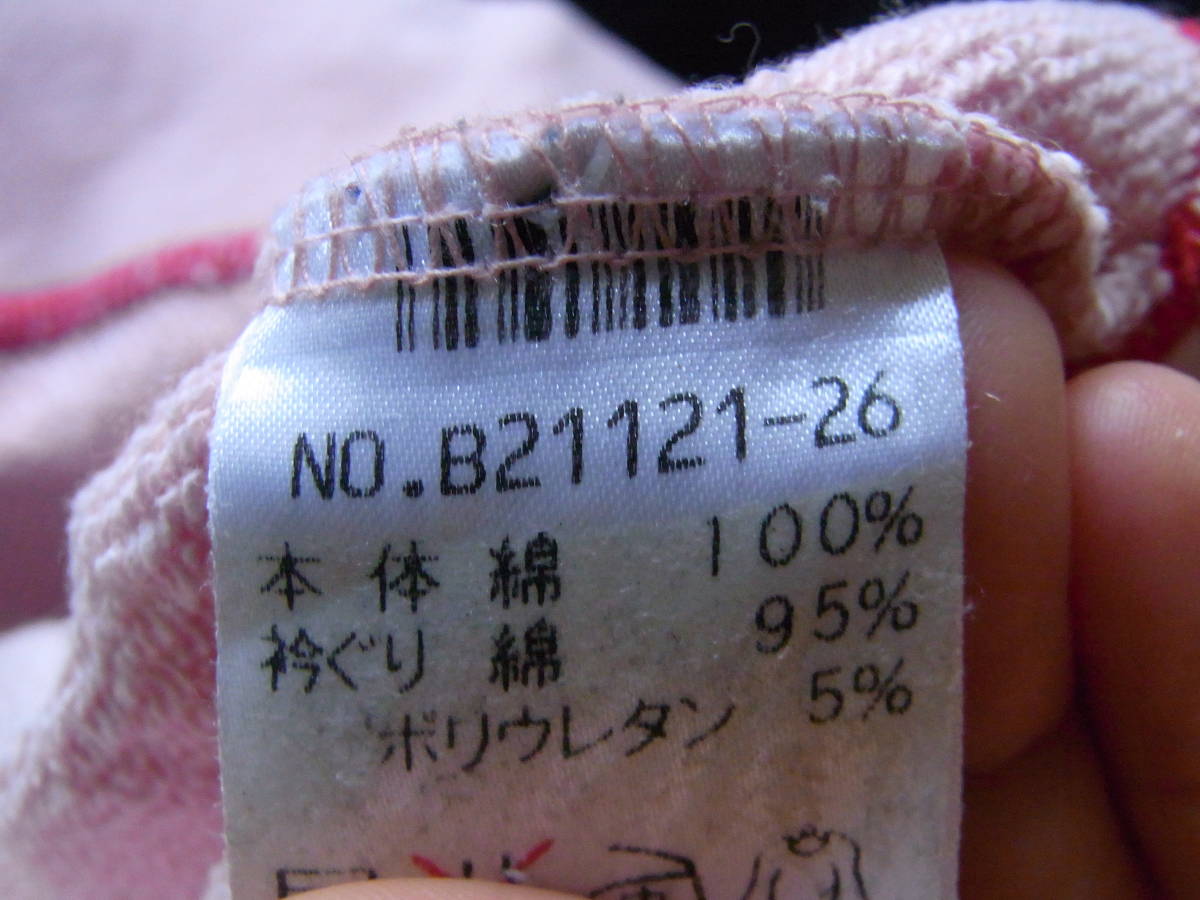 NO.B21121-26
本体 綿 100%
衿ぐり 綿 95%
ポリウレタン 5%